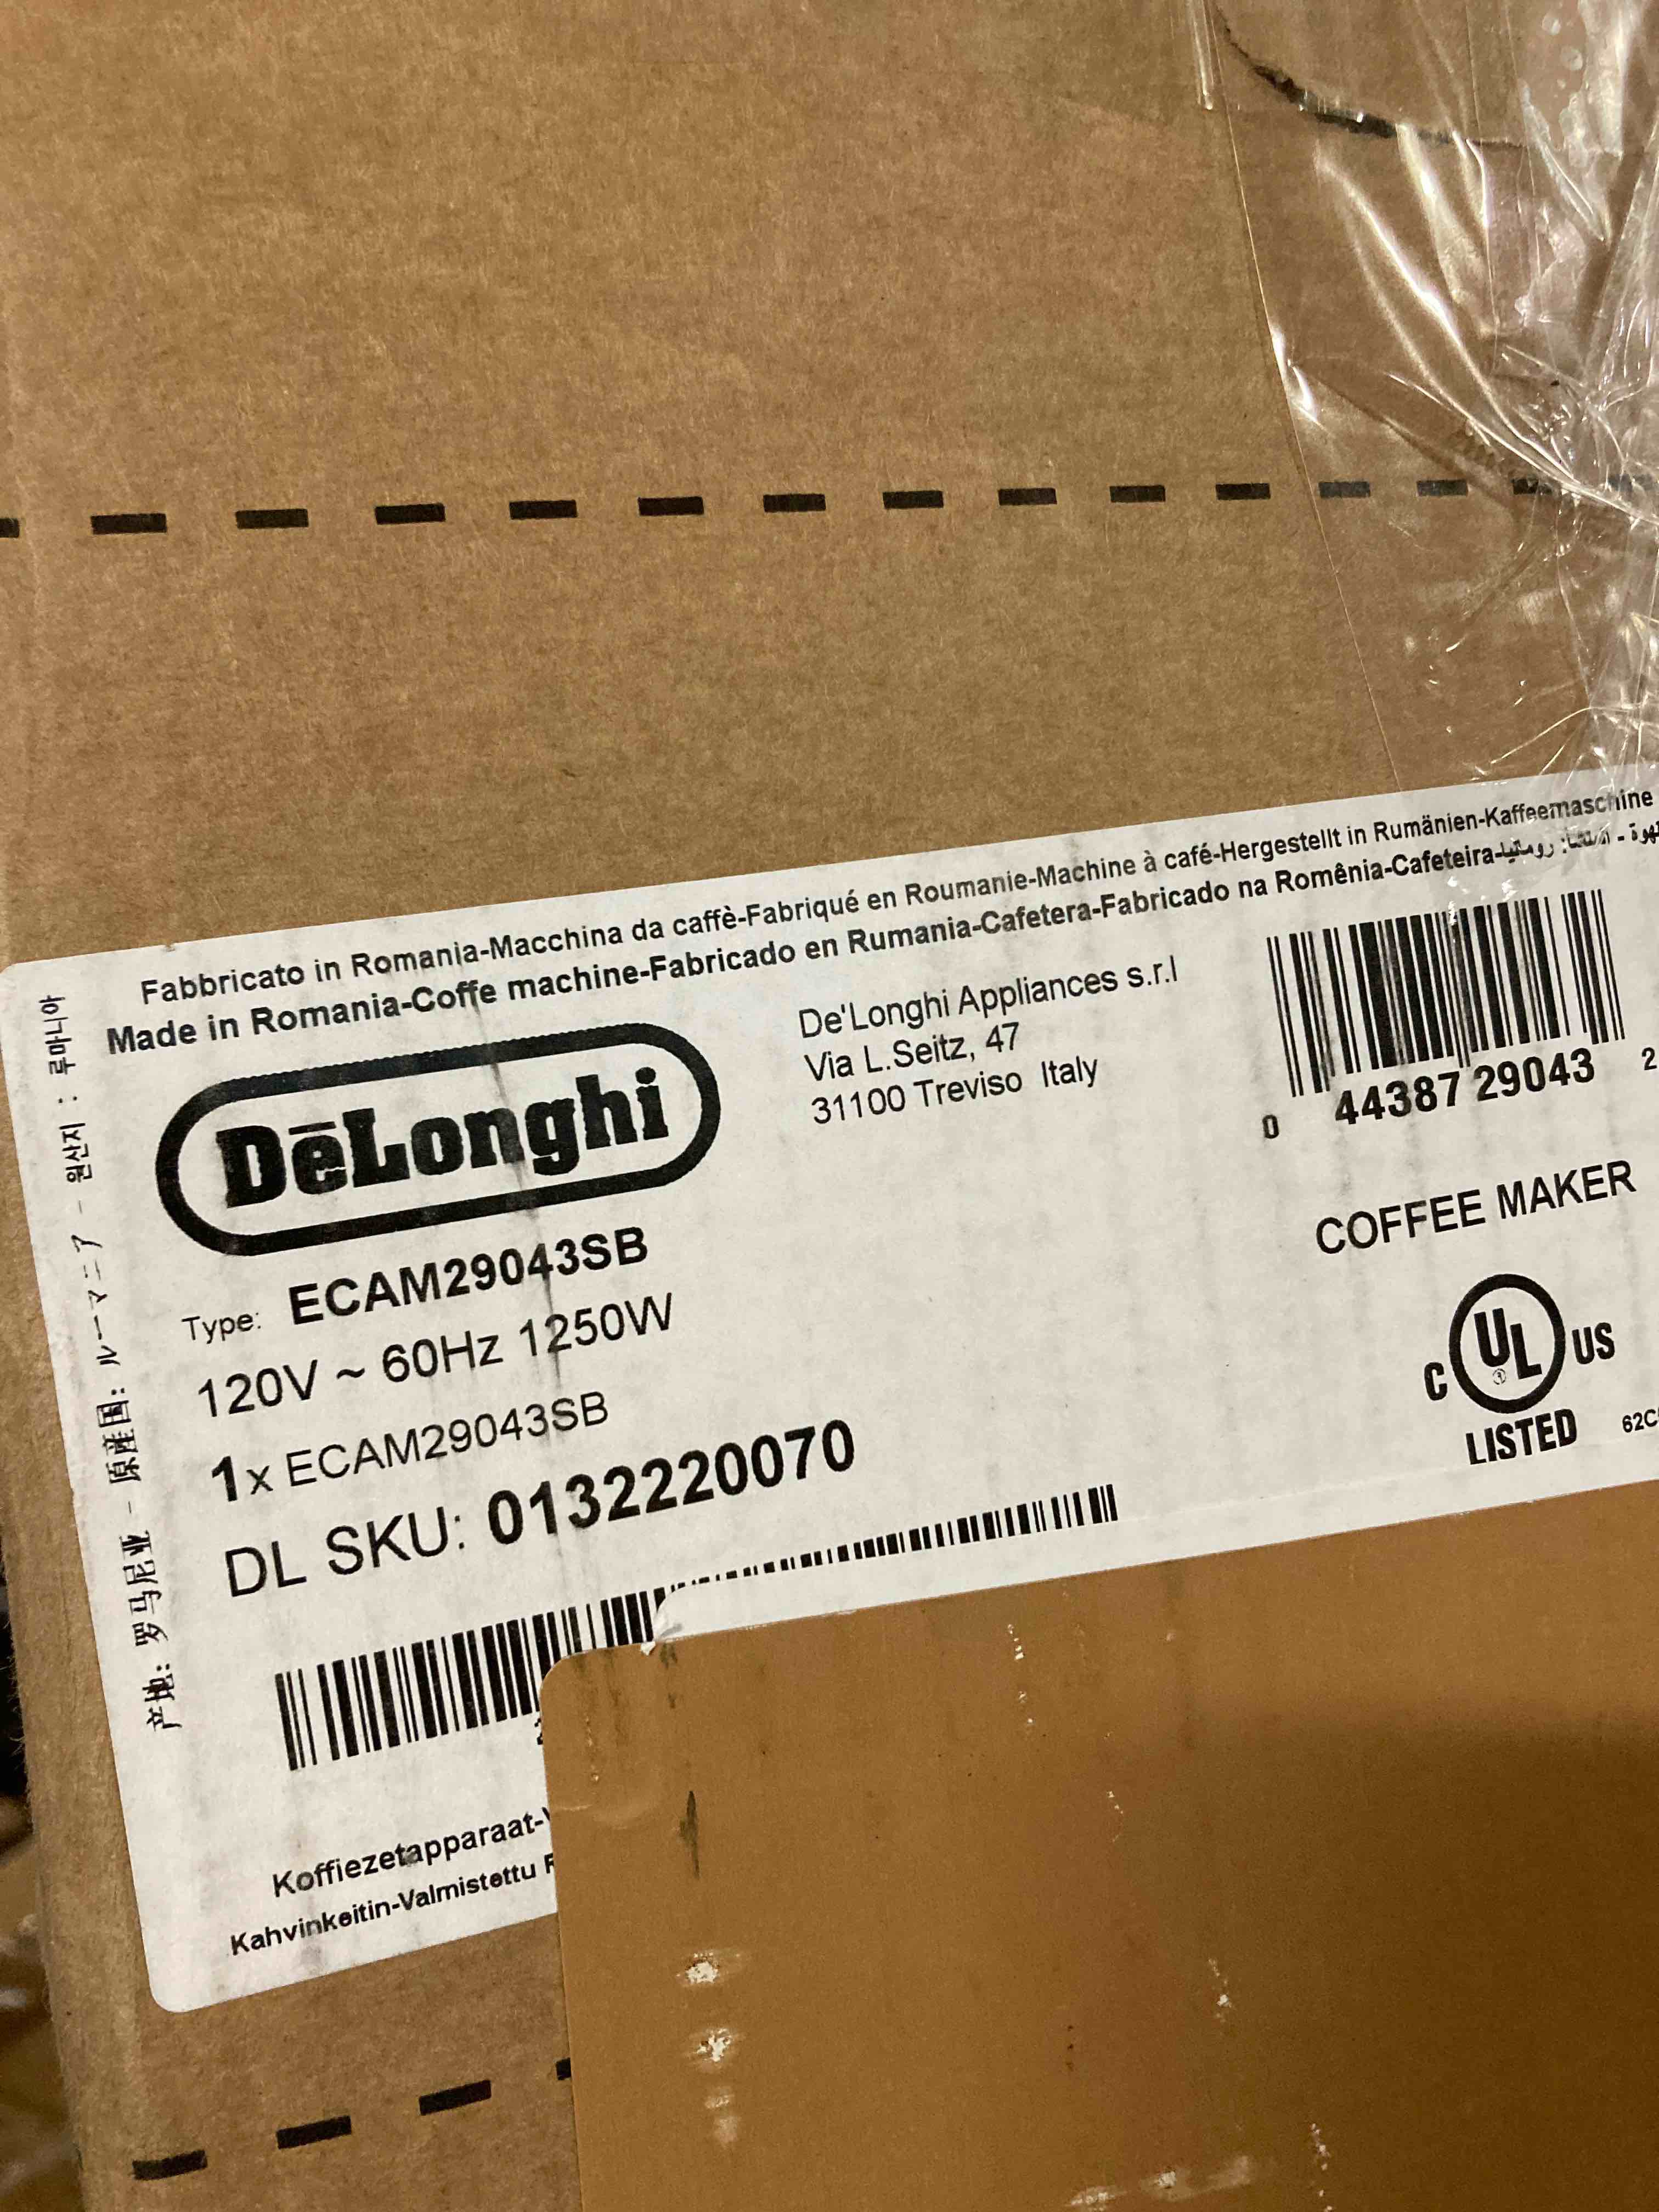 Fabbricato in Romania-Macchina da caffè-Fabriqué en Roumanie-Machine à café-Hergestellt in Rumänien-Kaffeemaschine
Made in Romania-Coffe machine-Fabricado en Rumania-Cafetera-Fabricado na Romênia-Cafeteira-رومانيا
DēLonghi
De'Longhi Appliances s.r.l
Via L.Seitz, 47
31100 Treviso Italy
0 44387 29043 2
Type: ECAM29043SB
120V ~ 60Hz 1250W
1x ECAM29043SB
DL SKU: 0132220070
COFFEE MAKER
C UL ® US
LISTED
Koffiezetapparaat-
Kahvinkeitin-Valmistettu
产地: 罗马尼亚 - 原産国: ルーマニア - 원산지 : 루마니아